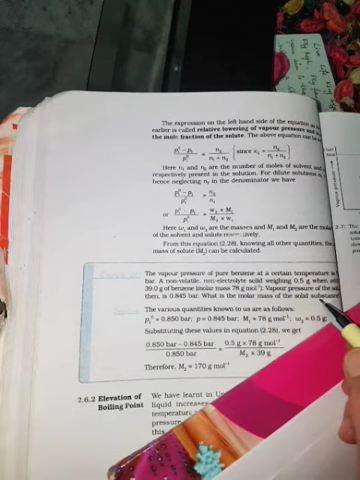 The expression on the left hand side of the equation
earlier is called relative lowering of vapour pressure and
the mole fraction of the solute. The above equation can be
(p₁⁰ - p₁)/p₁⁰ = n₂/(n₁ + n₂) (since x₂ = n₂/(n₁ + n₂))
Here n₁ and n₂ are the number of moles of solvent and
respectively present in the solution. For dilute solutions
hence neglecting n₂ in the denominator we have
(p₁⁰ - p₁)/p₁⁰ = n₂/n₁
or (p₁⁰ - p₁)/p₁⁰ = (w₂ × M₁)/(M₂ × w₁)
Here w₁ and w₂ are the masses and M₁ and M₂ are the
of the solvent and solute
From this equation (2.28), knowing all other quantities,
mass of solute (M₂) can be calculated.
The vapour pressure of pure benzene at a certain temperature is
bar. A non-volatile, non-electrolyte solid weighing 0.5 g when
39.0 g of benzene (molar mass 78 g mol⁻¹). Vapour pressure of the
then, is 0.845 bar. What is the molar mass of the solid substance
The various quantities known to us are as follows:
p₁⁰ = 0.850 bar; p = 0.845 bar; M₁ = 78 g mol⁻¹; w₂ = 0.5 g
Substituting these values in equation (2.28), we get
(0.850 bar - 0.845 bar)/0.850 bar = (0.5 g × 78 g mol⁻¹)/(M₂ × 39 g)
Therefore, M₂ = 170 g mol⁻¹
2.6.2 Elevation of
Boiling Point
We have learnt in
liquid increases
temperature
pressure
this